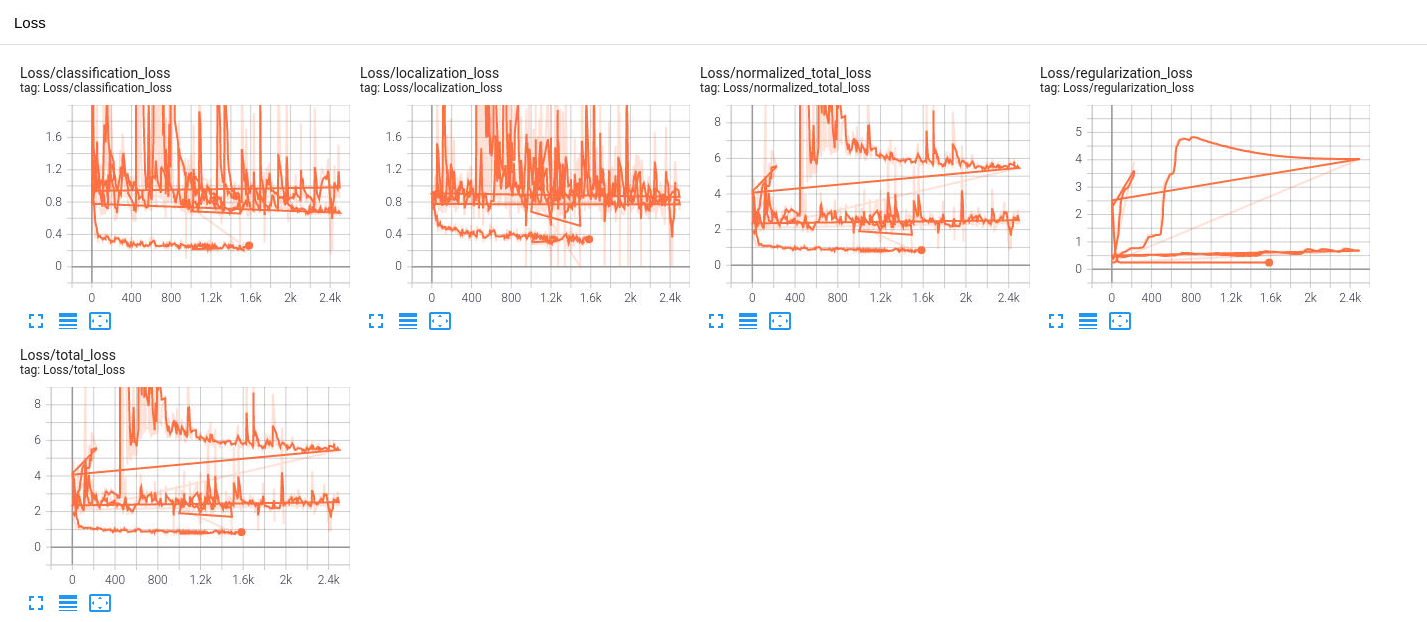 Loss
Loss/classification_loss
tag: Loss/classification_loss
1.6
1.2
0.8
0.4
0
0 400 800 1.2k 1.6k 2k 2.4k
Loss/localization_loss
tag: Loss/localization_loss
1.6
1.2
0.8
0.4
0
0 400 800 1.2k 1.6k 2k 2.4k
Loss/normalized_total_loss
tag: Loss/normalized_total_loss
8
6
4
2
0
0 400 800 1.2k 1.6k 2k 2.4k
Loss/regularization_loss
tag: Loss/regularization_loss
5
4
3
2
1
0
0 400 800 1.2k 1.6k 2k 2.4k
Loss/total_loss
tag: Loss/total_loss
8
6
4
2
0
0 400 800 1.2k 1.6k 2k 2.4k